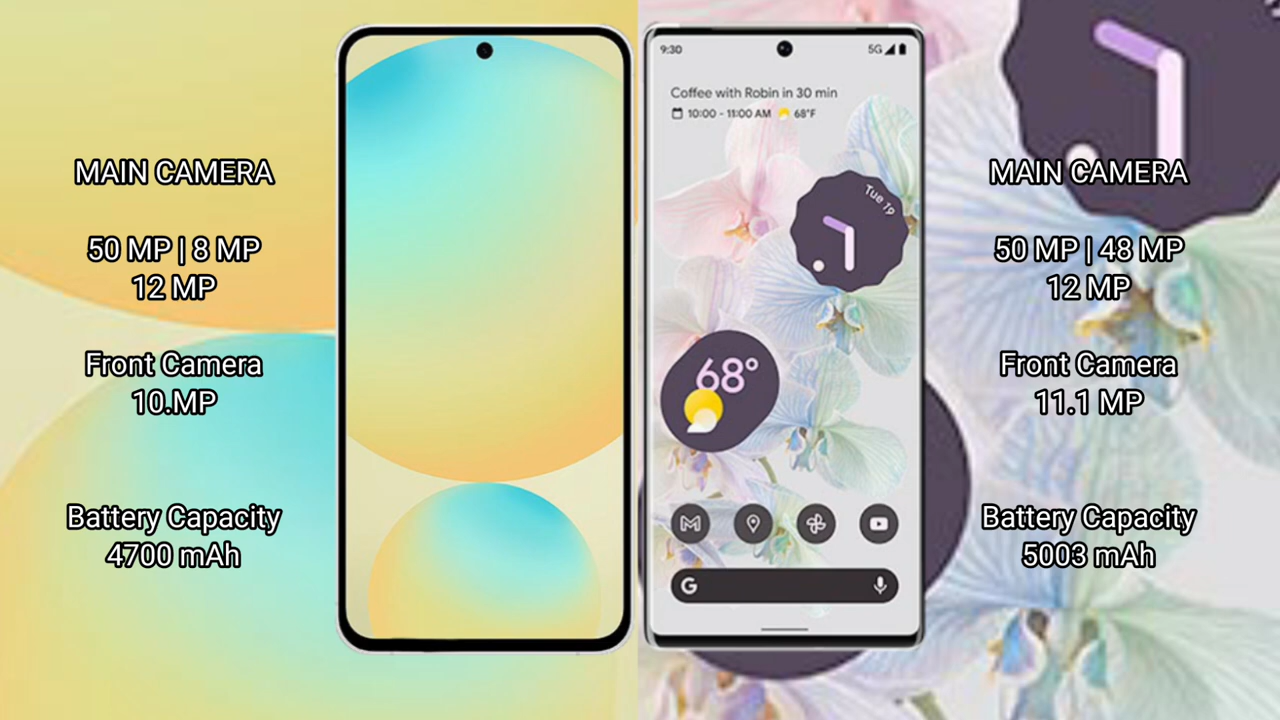 MAIN CAMERA
50 MP | 8 MP
12 MP
Front Camera
10.MP
Battery Capacity
4700 mAh
9:30
5G
Coffee with Robin in 30 min
10:00 - 11:00 AM 68°F
Tue 19
68°
G
MAIN CAMERA
50 MP | 48 MP
12 MP
Front Camera
11.1 MP
Battery Capacity
5003 mAh